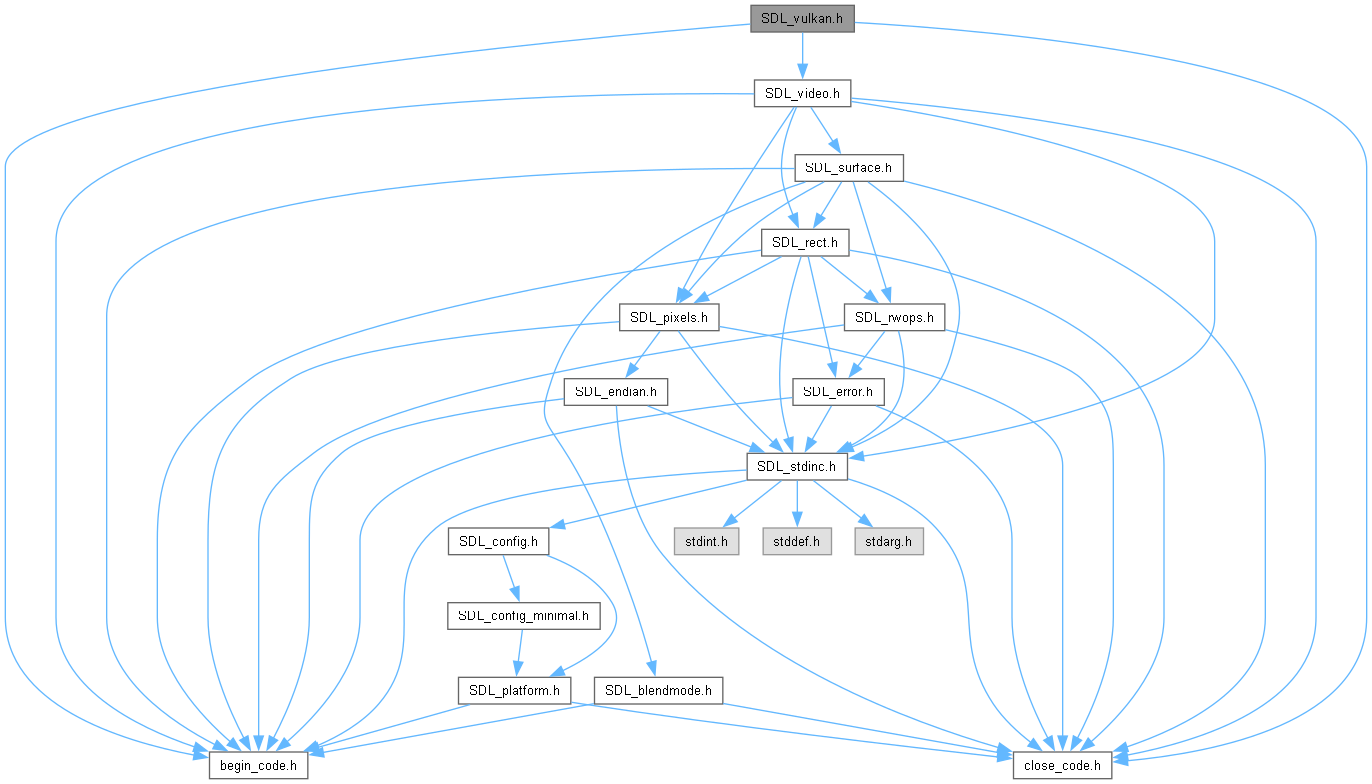 SDL_vulkan.h
SDL_video.h
SDL_surface.h
SDL_rect.h
SDL_pixels.h
SDL_rwops.h
SDL_endian.h
SDL_error.h
SDL_stdinc.h
SDL_config.h
stdint.h
stddef.h
stdarg.h
SDL_config_minimal.h
SDL_platform.h
SDL_blendmode.h
begin_code.h
close_code.h